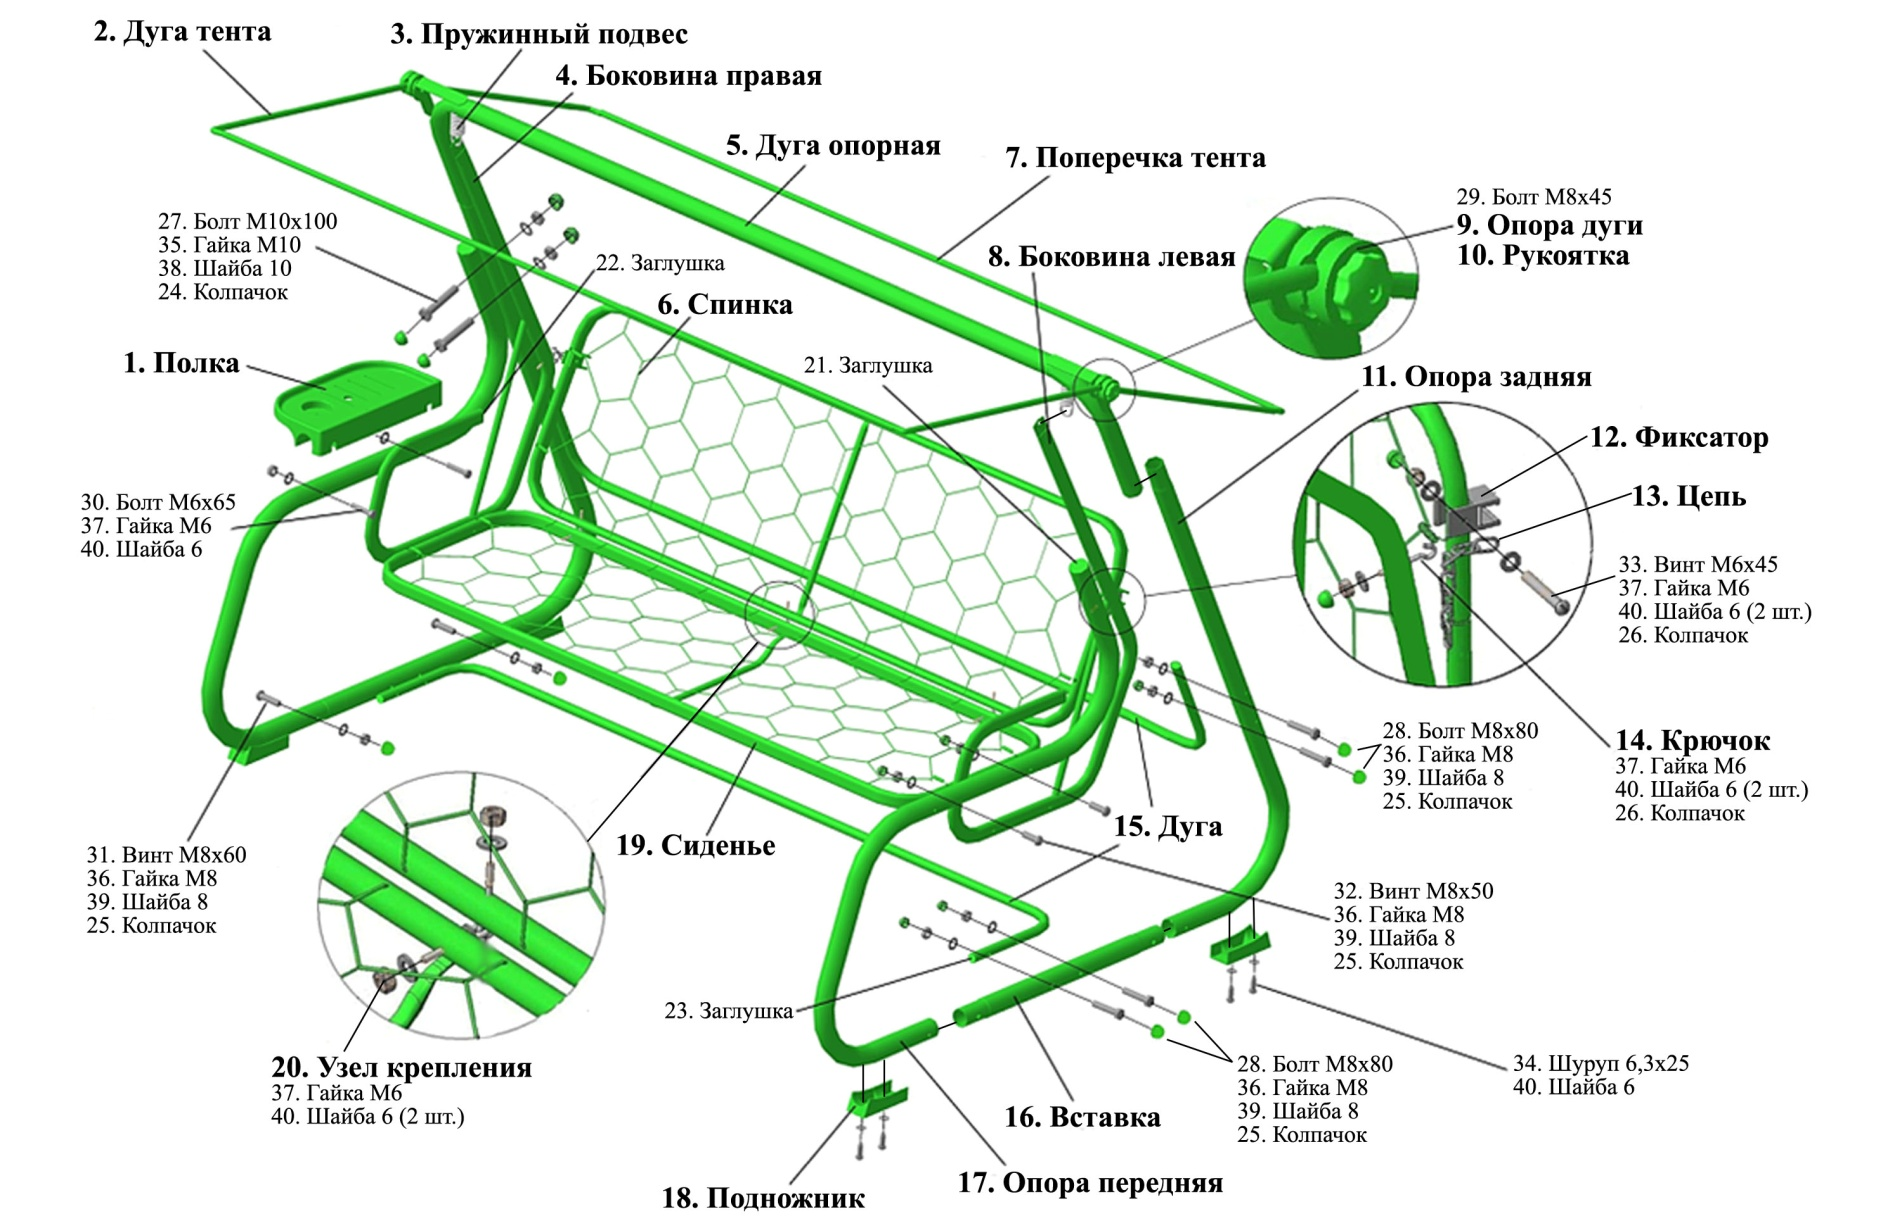 2. Дуга тента
3. Пружинный подвес
4. Боковина правая
5. Дуга опорная
7. Поперечка тента
29. Болт М8х45
9. Опора дуги
10. Рукоятка
27. Болт М10х100
35. Гайка М10
38. Шайба 10
24. Колпачок
22. Заглушка
8. Боковина левая
6. Спинка
1. Полка
21. Заглушка
11. Опора задняя
12. Фиксатор
13. Цепь
30. Болт М6х65
37. Гайка М6
40. Шайба 6
33. Винт М6х45
37. Гайка М6
40. Шайба 6 (2 шт.)
26. Колпачок
28. Болт М8х80
36. Гайка М8
39. Шайба 8
25. Колпачок
14. Крючок
37. Гайка М6
40. Шайба 6 (2 шт.)
26. Колпачок
15. Дуга
19. Сиденье
31. Винт М8х60
36. Гайка М8
39. Шайба 8
25. Колпачок
32. Винт М8х50
36. Гайка М8
39. Шайба 8
25. Колпачок
23. Заглушка
20. Узел крепления
37. Гайка М6
40. Шайба 6 (2 шт.)
28. Болт М8х80
36. Гайка М8
39. Шайба 8
25. Колпачок
34. Шуруп 6,3х25
40. Шайба 6
16. Вставка
17. Опора передняя
18. Подножник